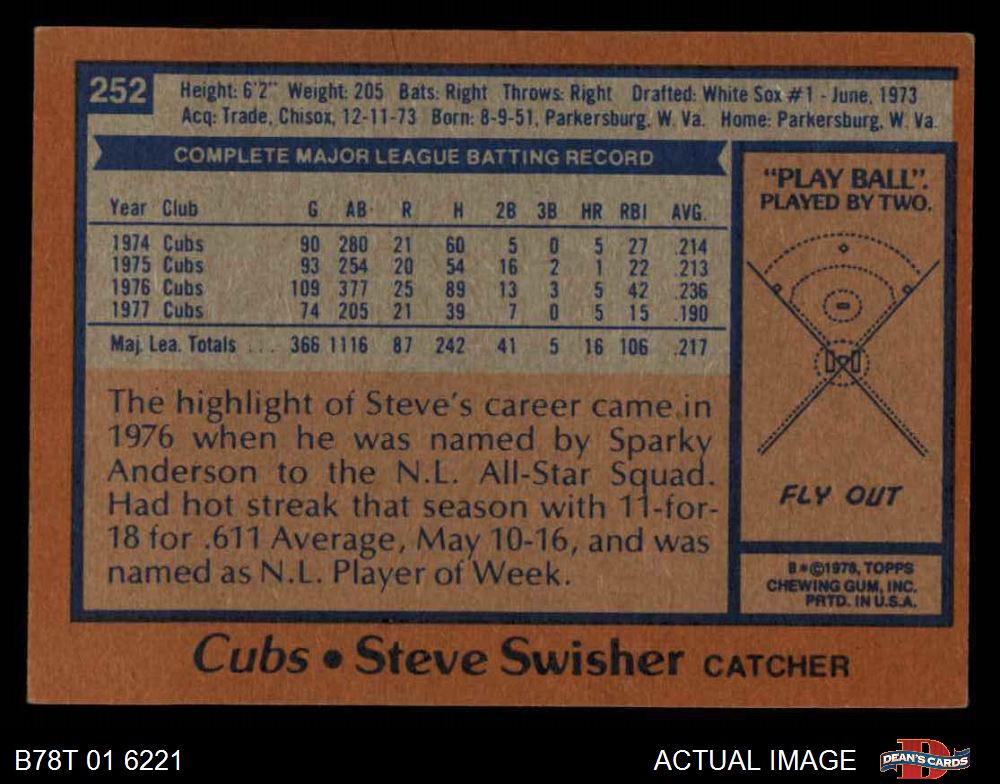 252
Height: 6'2" Weight: 205 Bats: Right Throws: Right Drafted: White Sox #1 - June, 1973
Acq: Trade, Chisox, 12-11-73 Born: 8-9-51, Parkersburg, W. Va. Home: Parkersburg, W. Va.
COMPLETE MAJOR LEAGUE BATTING RECORD
Year Club G AB R H 2B 3B HR RBI AVG.
1974 Cubs 90 280 21 60 5 0 5 27 .214
1975 Cubs 93 254 20 54 16 2 1 22 .213
1976 Cubs 109 377 25 89 13 3 5 42 .236
1977 Cubs 74 205 21 39 7 0 5 15 .190
Maj. Lea. Totals ... 366 1116 87 242 41 5 16 106 .217
The highlight of Steve's career came in
1976 when he was named by Sparky
Anderson to the N.L. All-Star Squad.
Had hot streak that season with 11-for-
18 for .611 Average, May 10-16, and was
named as N.L. Player of Week.
"PLAY BALL".
PLAYED BY TWO.
FLY OUT
B*©1978, TOPPS
CHEWING GUM, INC.
PRTD. IN U.S.A.
Cubs • Steve Swisher CATCHER
B78T 01 6221
ACTUAL IMAGE
D
DEAN'S CARDS